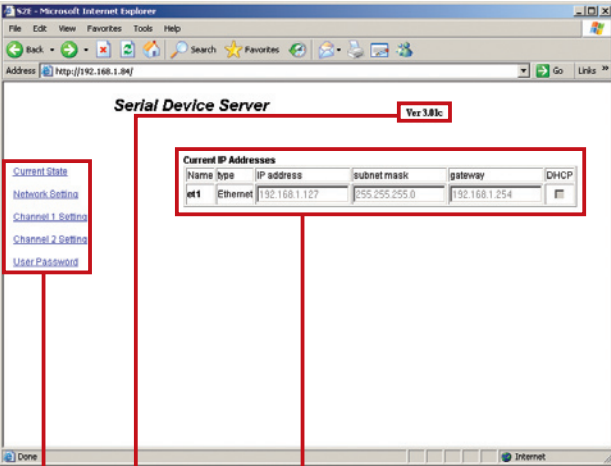 S2E - Microsoft Internet Explorer
File Edit View Favorites Tools Help
Back Search Favorites
Address http://192.168.1.84/ Go Links »
Serial Device Server
Ver 3.01c
Current State
Network Setting
Channel 1 Setting
Channel 2 Setting
User Password
Current IP Addresses
Name type IP address subnet mask gateway DHCP
et1 Ethernet 192.168.1.127 255.255.255.0 192.168.1.254
Done Internet